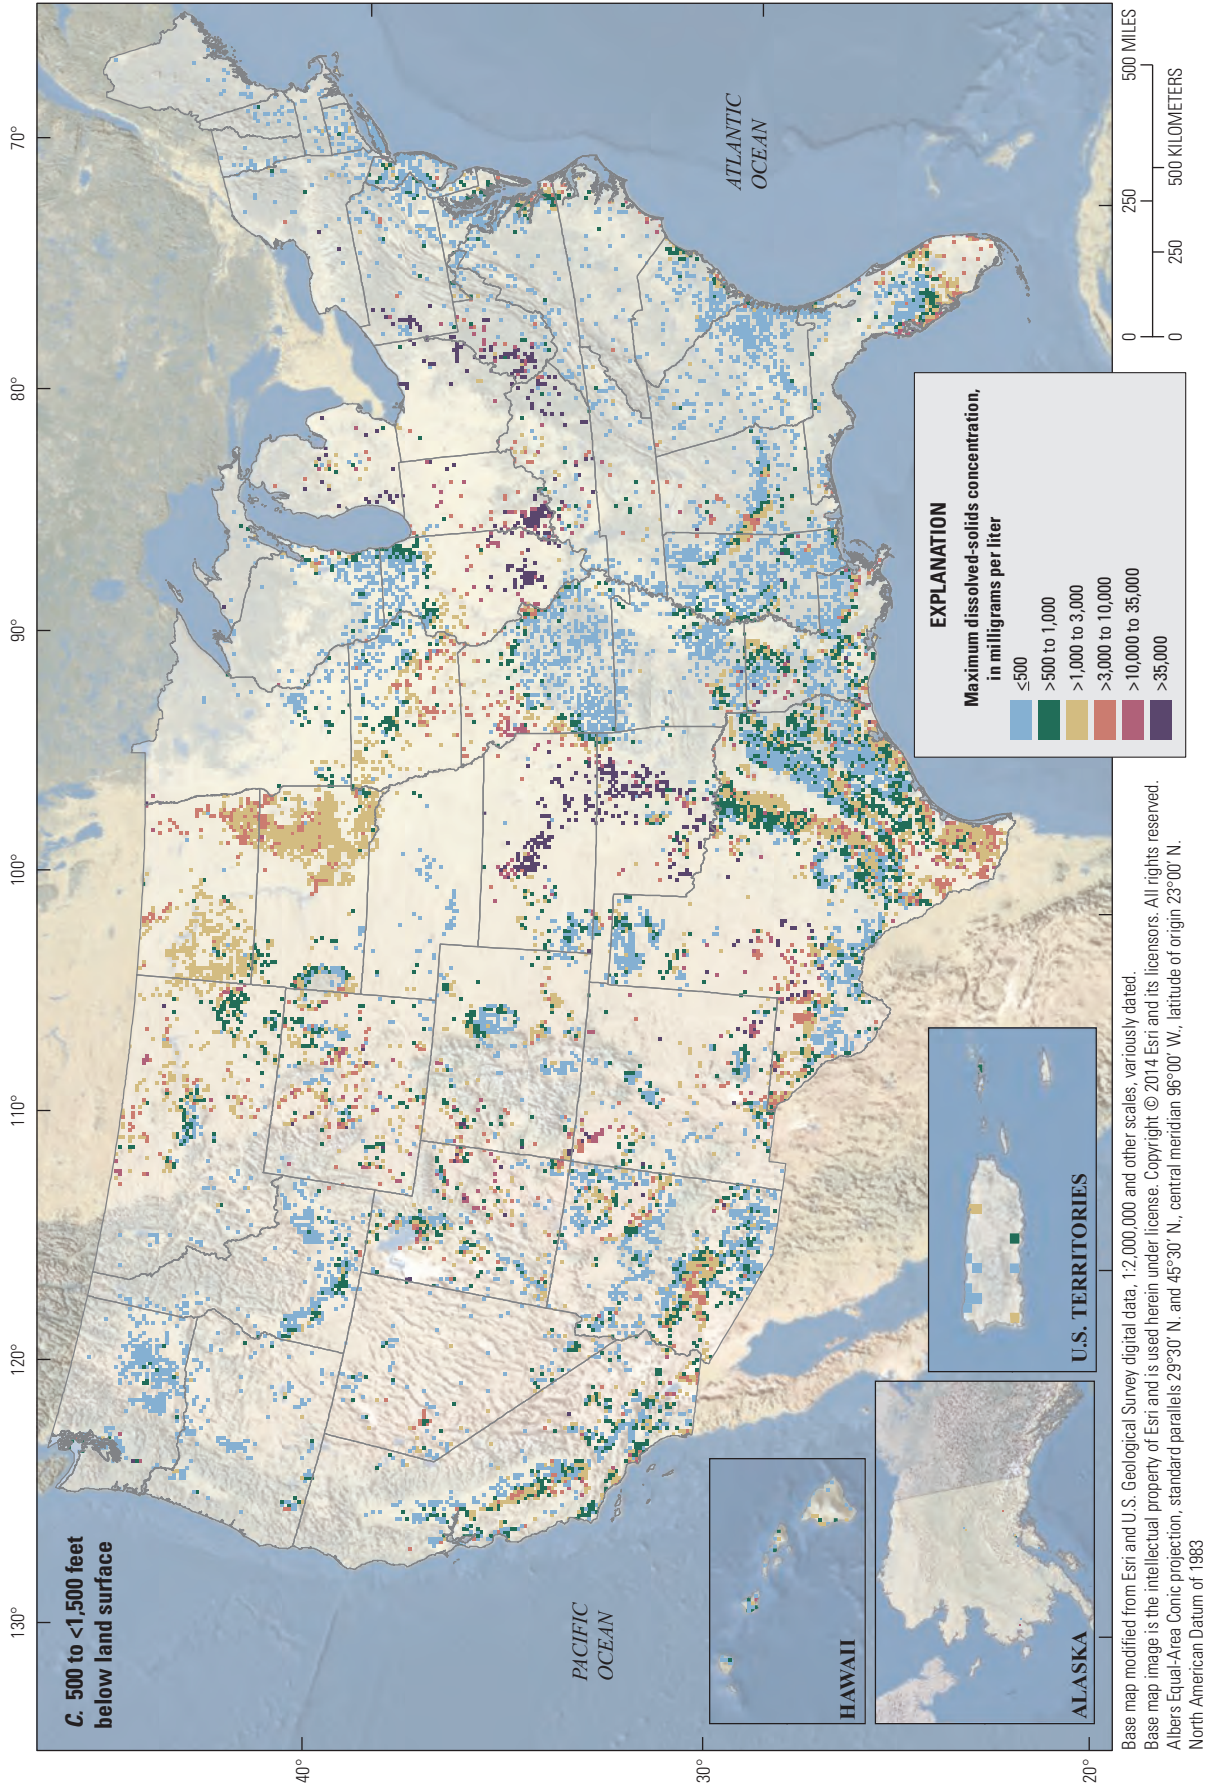 C. 500 to <1,500 feet
below land surface
130°
120°
110°
100°
90°
80°
70°
40°
30°
20°
PACIFIC
OCEAN
ATLANTIC
OCEAN
HAWAII
ALASKA
U.S. TERRITORIES
EXPLANATION
Maximum dissolved-solids concentration,
in milligrams per liter
≤500
>500 to 1,000
>1,000 to 3,000
>3,000 to 10,000
>10,000 to 35,000
>35,000
0 250 500 MILES
0 250 500 KILOMETERS
Base map modified from Esri and U.S. Geological Survey digital data, 1:2,000,000 and other scales, variously dated.
Base map image is the intellectual property of Esri and is used herein under license. Copyright © 2014 Esri and its licensors. All rights reserved.
Albers Equal-Area Conic projection, standard parallels 29°30′ N. and 45°30′ N., central meridian 96°00′ W., latitude of origin 23°00′ N.
North American Datum of 1983